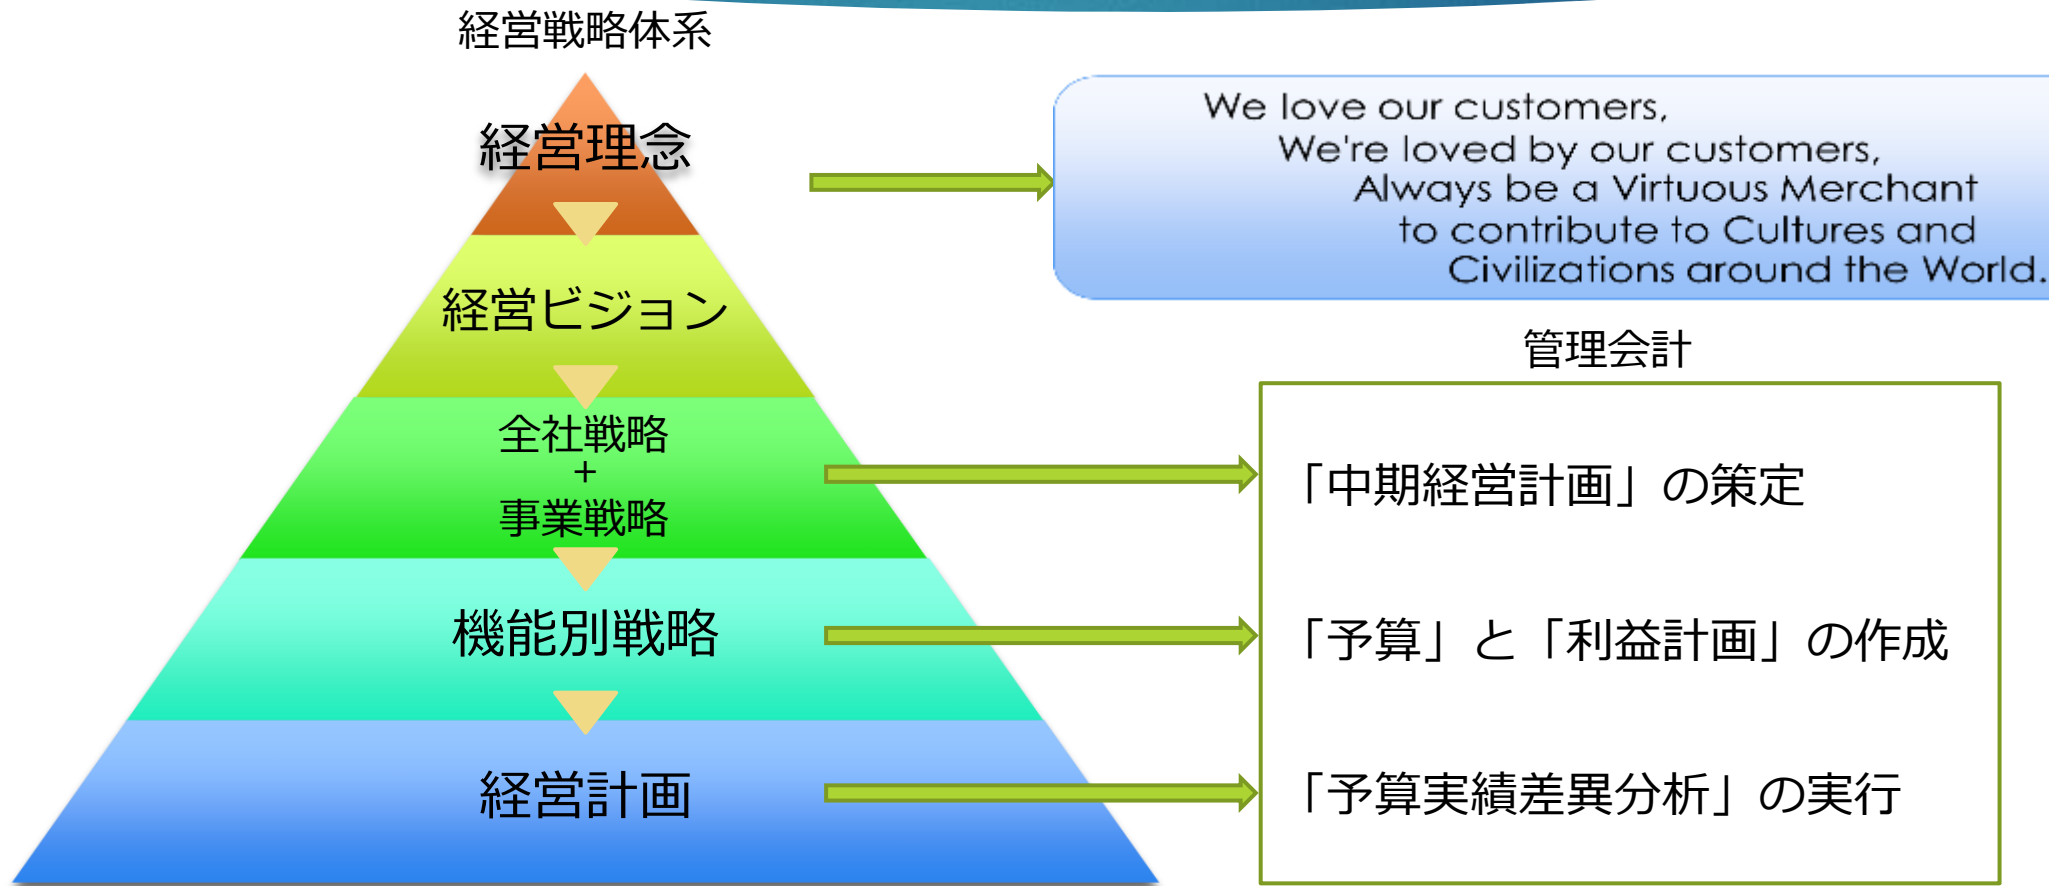 経営戦略体系
経営理念
経営ビジョン
全社戦略
+
事業戦略
機能別戦略
経営計画
We love our customers,
We're loved by our customers,
Always be a Virtuous Merchant
to contribute to Cultures and
Civilizations around the World.
管理会計
「中期経営計画」の策定
「予算」と「利益計画」の作成
「予算実績差異分析」の実行